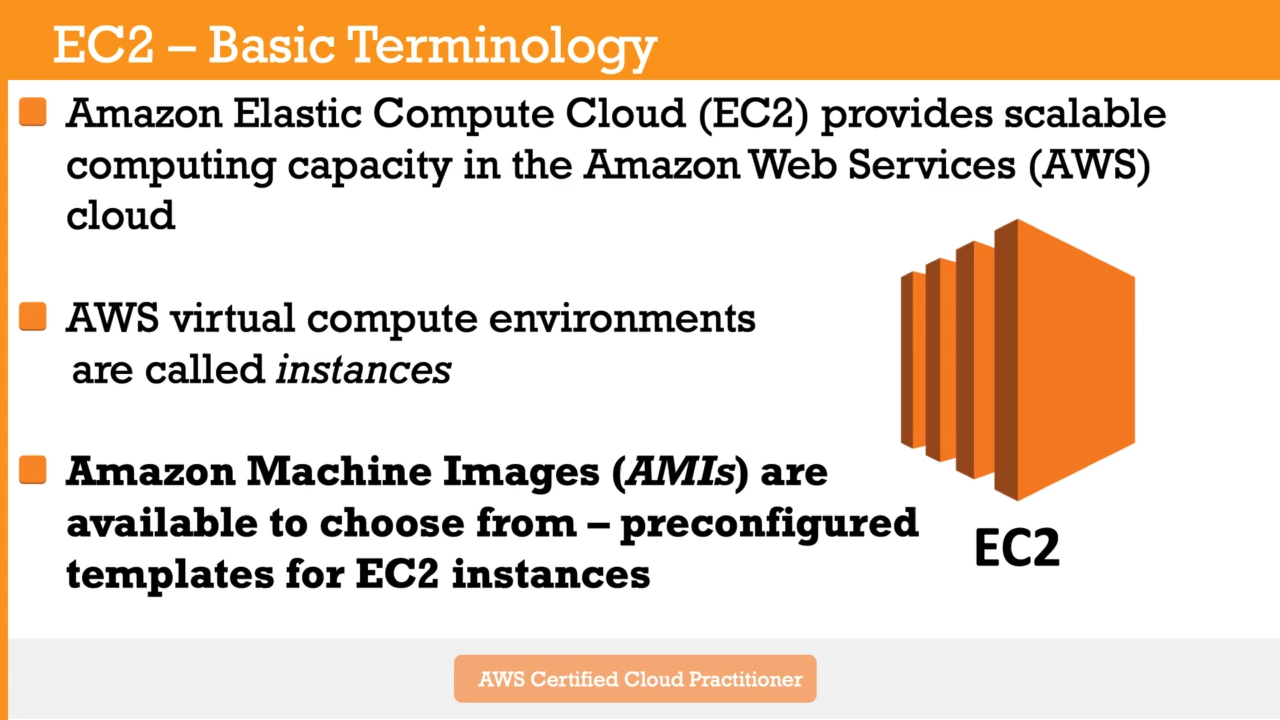 EC2 – Basic Terminology
Amazon Elastic Compute Cloud (EC2) provides scalable
computing capacity in the Amazon Web Services (AWS)
cloud
AWS virtual compute environments
are called instances
Amazon Machine Images (AMIs) are
available to choose from – preconfigured
templates for EC2 instances
EC2
AWS Certified Cloud Practitioner